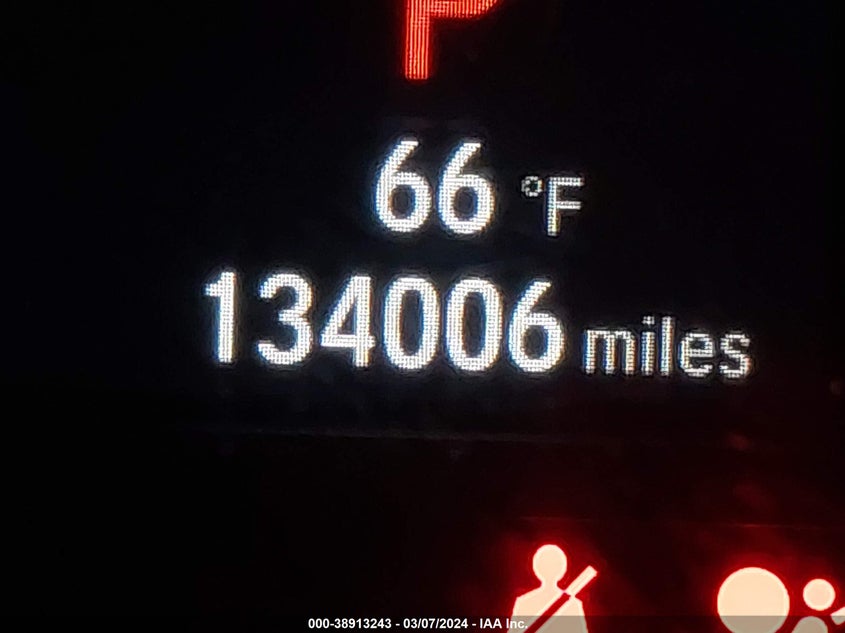 P
66 °F
134006 miles
000-38913243 - 03/07/2024 - IAA Inc.